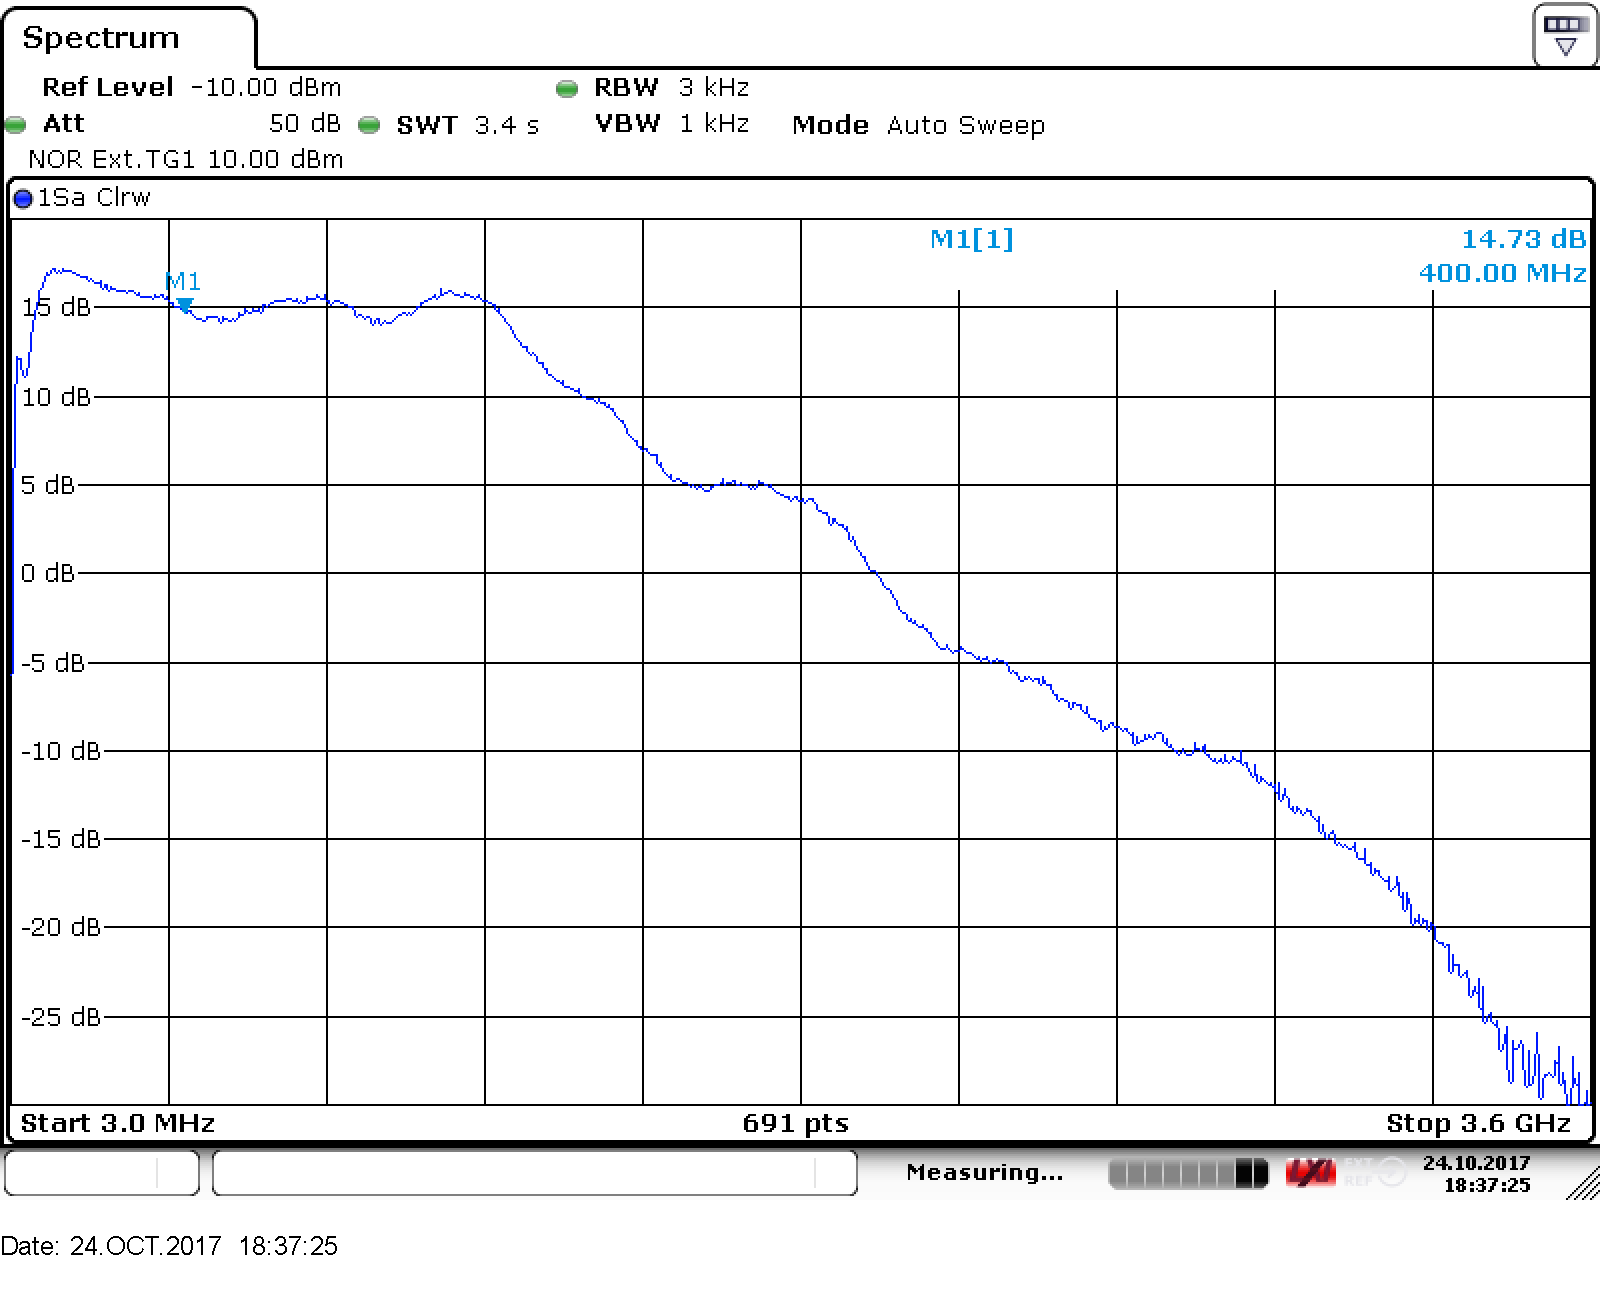 Spectrum
Ref Level -10.00 dBm RBW 3 kHz
Att 50 dB SWT 3.4 s VBW 1 kHz Mode Auto Sweep
NOR Ext.TG1 10.00 dBm
1Sa Clrw
M1[1] 14.73 dB
400.00 MHz
M1
15 dB
10 dB
5 dB
0 dB
-5 dB
-10 dB
-15 dB
-20 dB
-25 dB
Start 3.0 MHz 691 pts Stop 3.6 GHz
Measuring... LXI EXT REF 24.10.2017
18:37:25
Date: 24.OCT.2017 18:37:25